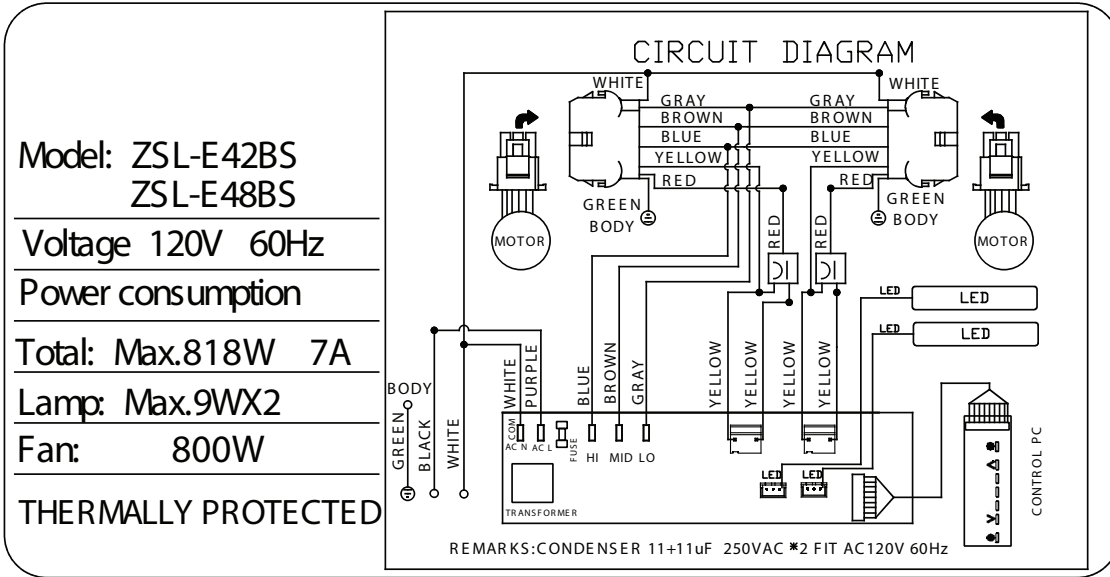 Model: ZSL-E42BS
ZSL-E48BS
Voltage 120V 60Hz
Power consumption
Total: Max.818W 7A
Lamp: Max.9WX2
Fan: 800W
THERMALLY PROTECTED
CIRCUIT DIAGRAM
WHITE
WHITE
GRAY
GRAY
BROWN
BROWN
BLUE
BLUE
YELLOW
YELLOW
RED
RED
GREEN
BODY
GREEN
BODY
MOTOR
MOTOR
RED
RED
LED
LED
LED
LED
BODY
GREEN
BLACK
WHITE
WHITE
PURPLE
BLUE
BROWN
GRAY
YELLOW
YELLOW
YELLOW
YELLOW
COM
AC N
AC L
FUSE
HI
MID
LO
LED
LED
TRANSFORMER
CONTROL PC
REMARKS:CONDENSER 11+11uF 250VAC *2 FIT AC120V 60Hz